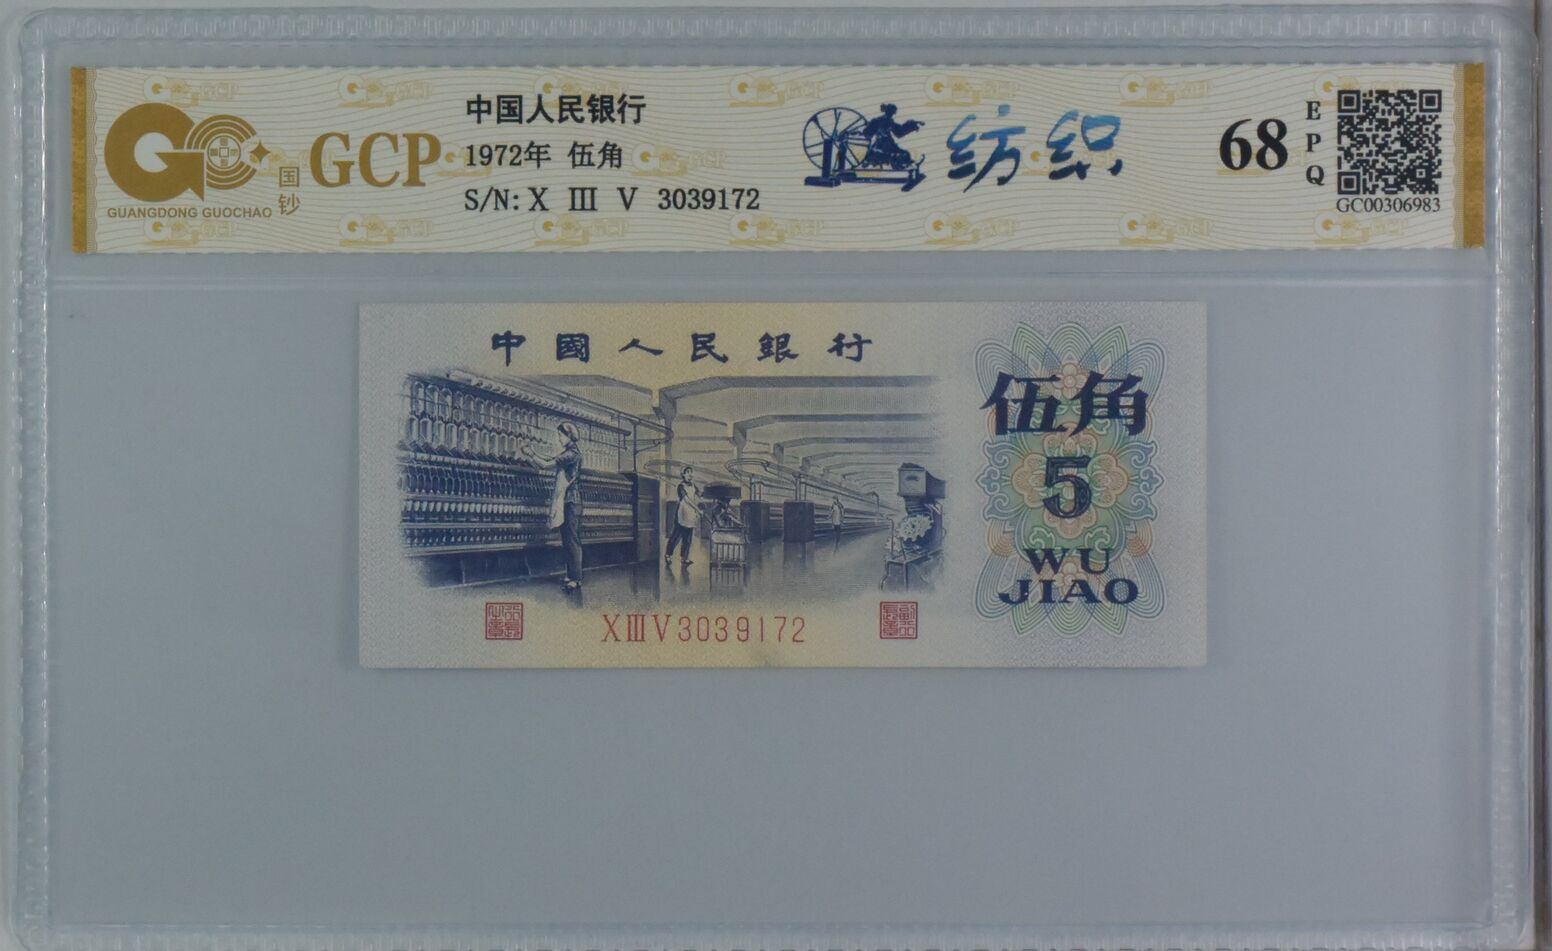 GUANGDONG GUOCHAO
国钞
GCP
中国人民银行
1972年 伍角
S/N: X III V 3039172
纺织
68
EPQ
GC00306983
中國人民銀行
伍角
5
WU
JIAO
XIIIV3039172